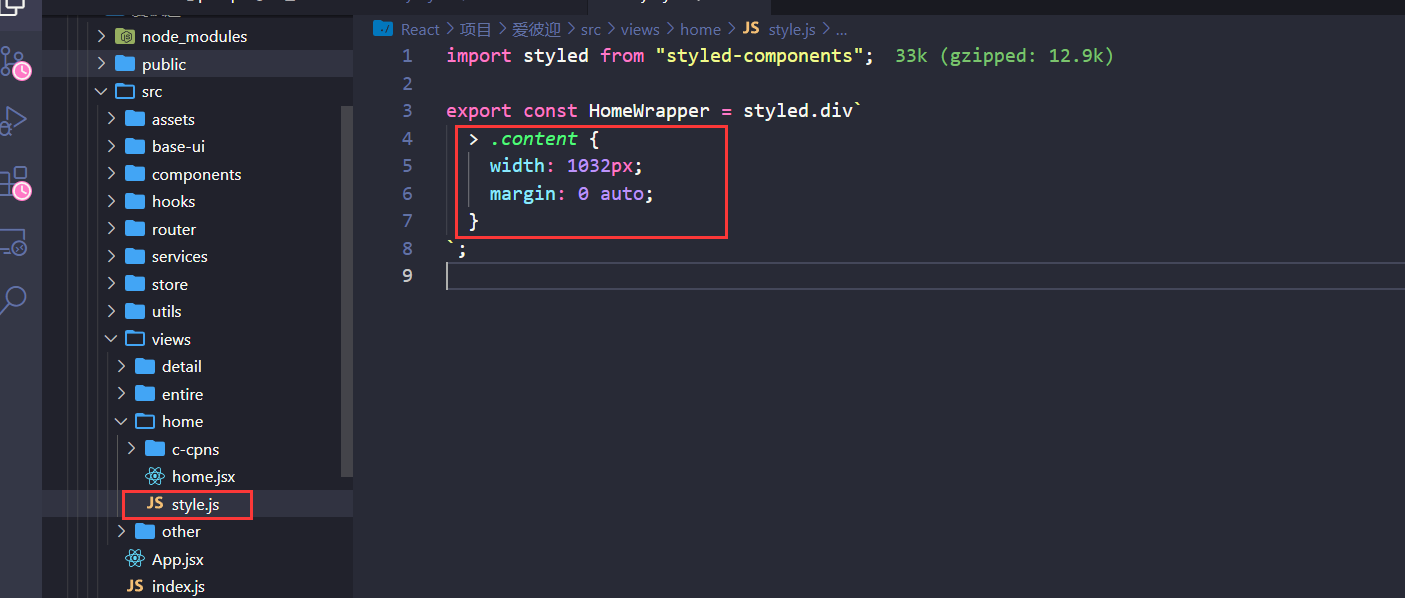 node_modules
public
src
assets
base-ui
components
hooks
router
services
store
utils
views
detail
entire
home
c-cpns
home.jsx
JS style.js
other
App.jsx
JS index.js
React > 项目 > 爱彼迎 > src > views > home > JS style.js > ...
1 import styled from "styled-components"; 33k (gzipped: 12.9k)
2
3 export const HomeWrapper = styled.div`
4 > .content {
5 width: 1032px;
6 margin: 0 auto;
7 }
8 `;
9